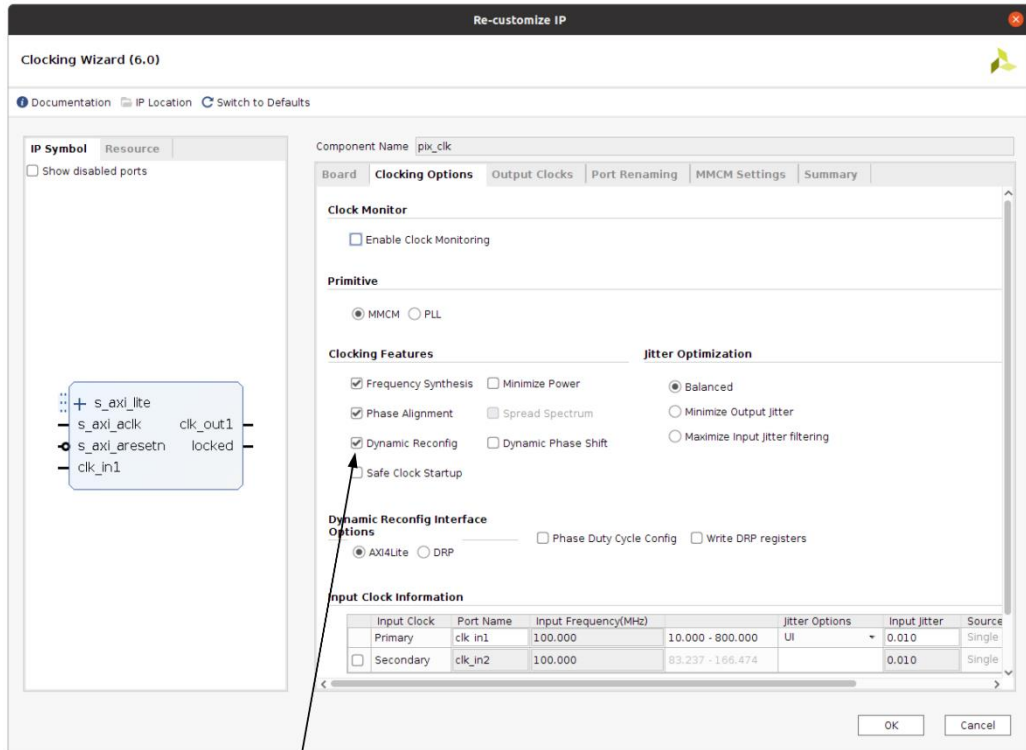 Re-customize IP
Clocking Wizard (6.0)
Documentation IP Location Switch to Defaults
IP Symbol Resource
Show disabled ports
s_axi_lite
s_axi_aclk clk_out1
s_axi_aresetn locked
clk_in1
Component Name pix_clk
Board Clocking Options Output Clocks Port Renaming MMCM Settings Summary
Clock Monitor
Enable Clock Monitoring
Primitive
MMCM PLL
Clocking Features Jitter Optimization
Frequency Synthesis Minimize Power Balanced
Phase Alignment Spread Spectrum Minimize Output Jitter
Dynamic Reconfig Dynamic Phase Shift Maximize Input Jitter filtering
Safe Clock Startup
Dynamic Reconfig Interface
Options
Phase Duty Cycle Config Write DRP registers
AXI4Lite DRP
Input Clock Information
Input Clock Port Name Input Frequency(MHz) Jitter Options Input Jitter Source
Primary clk_in1 100.000 10.000 - 800.000 UI 0.010 Single
Secondary clk_in2 100.000 83.237 - 166.474 0.010 Single
OK Cancel